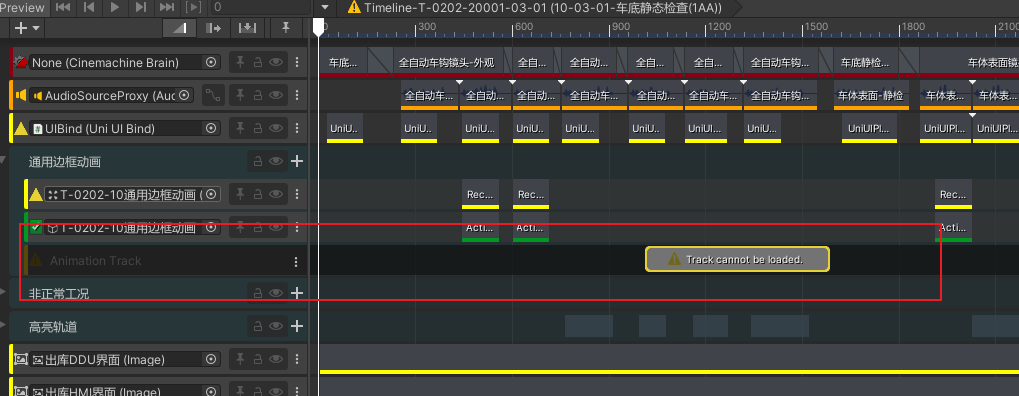 Preview 0 Timeline-T-0202-20001-03-01 (10-03-01-车底静态检查(1AA))
0 300 600 900 1200 1500 1800 2100
None (Cinemachine Brain) 车底... 全自动车钩镜头-外观 全自... 全自动... 全自... 全自动... 全自动车钩... 车底静检... 车体表面镜
AudioSourceProxy (Auc 全自动车... 全自动... 全自动... 全自动车... 全自动... 全自动... 全自动车钩... 车体表面-静检 车体表... 车体表...
UIBind (Uni UI Bind) UniU.. UniU... UniU... UniU... UniU... UniU.. UniUI... UniU... UniUIPl... UniUIPl... UniUIPl...
通用边框动画
T-0202-10通用边框动画 ( Rec... Rec... Rec...
T-0202-10通用边框动画 Acti... Acti... Acti...
Animation Track Track cannot be loaded.
非正常工况
高亮轨道
出库DDU界面 (Image)
出库HMI界面 (Image)